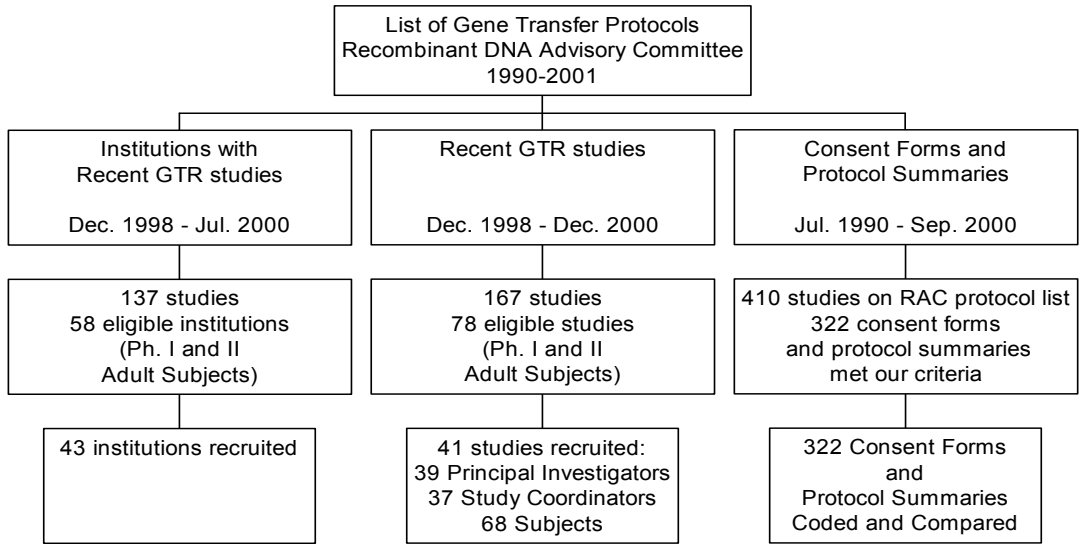 List of Gene Transfer Protocols
Recombinant DNA Advisory Committee
1990-2001
Institutions with
Recent GTR studies
Dec. 1998 - Jul. 2000
Recent GTR studies
Dec. 1998 - Dec. 2000
Consent Forms and
Protocol Summaries
Jul. 1990 - Sep. 2000
137 studies
58 eligible institutions
(Ph. I and II
Adult Subjects)
167 studies
78 eligible studies
(Ph. I and II
Adult Subjects)
410 studies on RAC protocol list
322 consent forms
and protocol summaries
met our criteria
43 institutions recruited
41 studies recruited:
39 Principal Investigators
37 Study Coordinators
68 Subjects
322 Consent Forms
and
Protocol Summaries
Coded and Compared